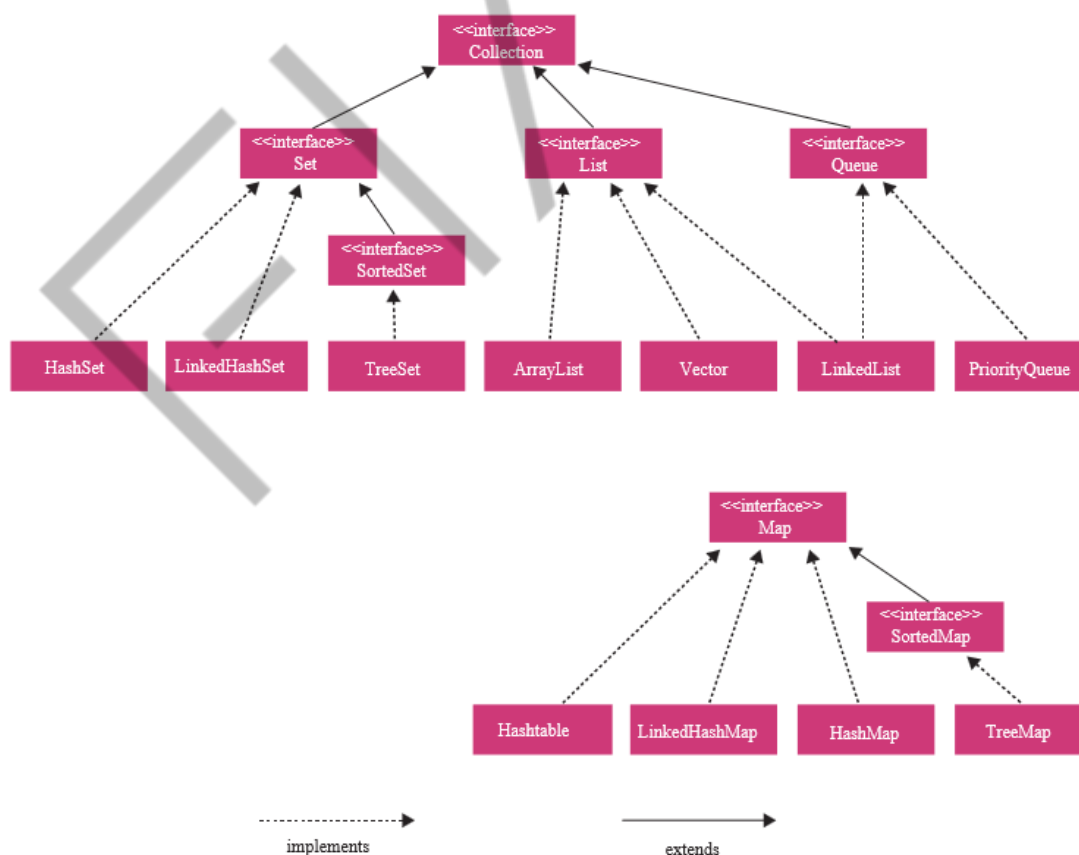 <<interface>>
Collection
<<interface>>
Set
<<interface>>
List
<<interface>>
Queue
<<interface>>
SortedSet
HashSet
LinkedHashSet
TreeSet
ArrayList
Vector
LinkedList
PriorityQueue
<<interface>>
Map
<<interface>>
SortedMap
Hashtable
LinkedHashMap
HashMap
TreeMap
implements
extends